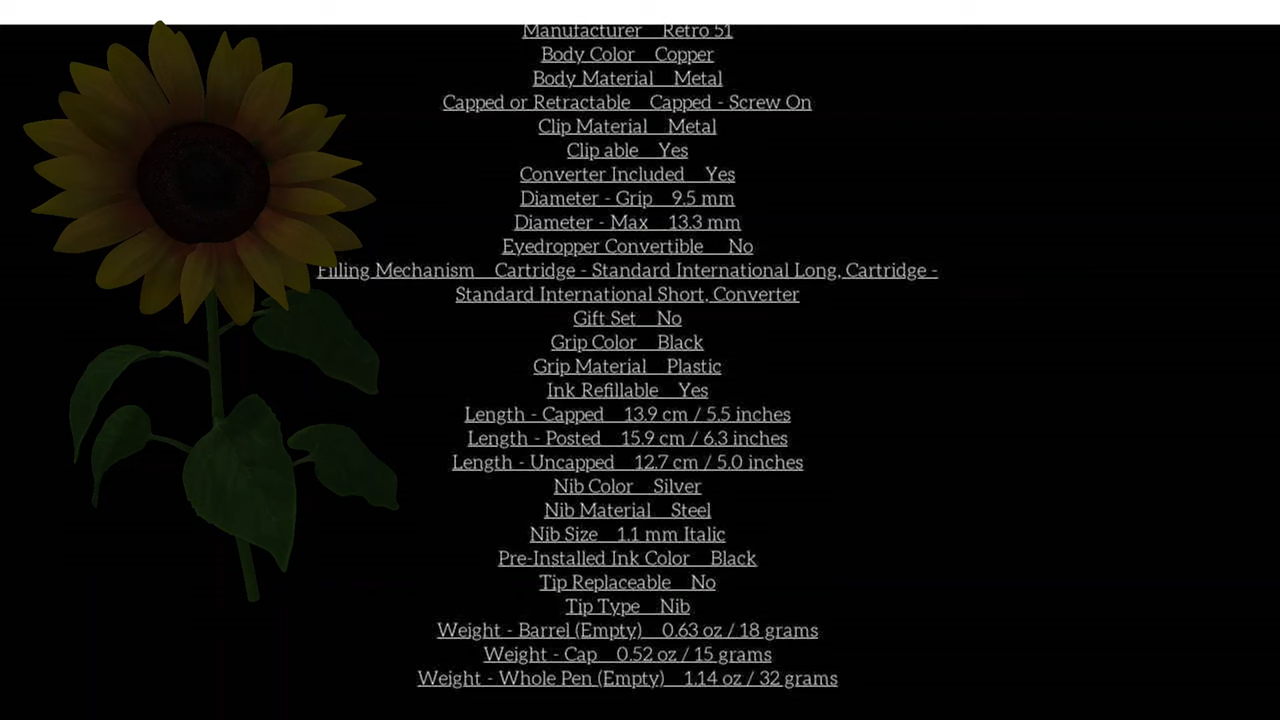 Manufacturer Retro 51
Body Color Copper
Body Material Metal
Capped or Retractable Capped - Screw On
Clip Material Metal
Clip able Yes
Converter Included Yes
Diameter - Grip 9.5 mm
Diameter - Max 13.3 mm
Eyedropper Convertible No
Filling Mechanism Cartridge - Standard International Long, Cartridge -
Standard International Short, Converter
Gift Set No
Grip Color Black
Grip Material Plastic
Ink Refillable Yes
Length - Capped 13.9 cm / 5.5 inches
Length - Posted 15.9 cm / 6.3 inches
Length - Uncapped 12.7 cm / 5.0 inches
Nib Color Silver
Nib Material Steel
Nib Size 1.1 mm Italic
Pre-Installed Ink Color Black
Tip Replaceable No
Tip Type Nib
Weight - Barrel (Empty) 0.63 oz / 18 grams
Weight - Cap 0.52 oz / 15 grams
Weight - Whole Pen (Empty) 1.14 oz / 32 grams